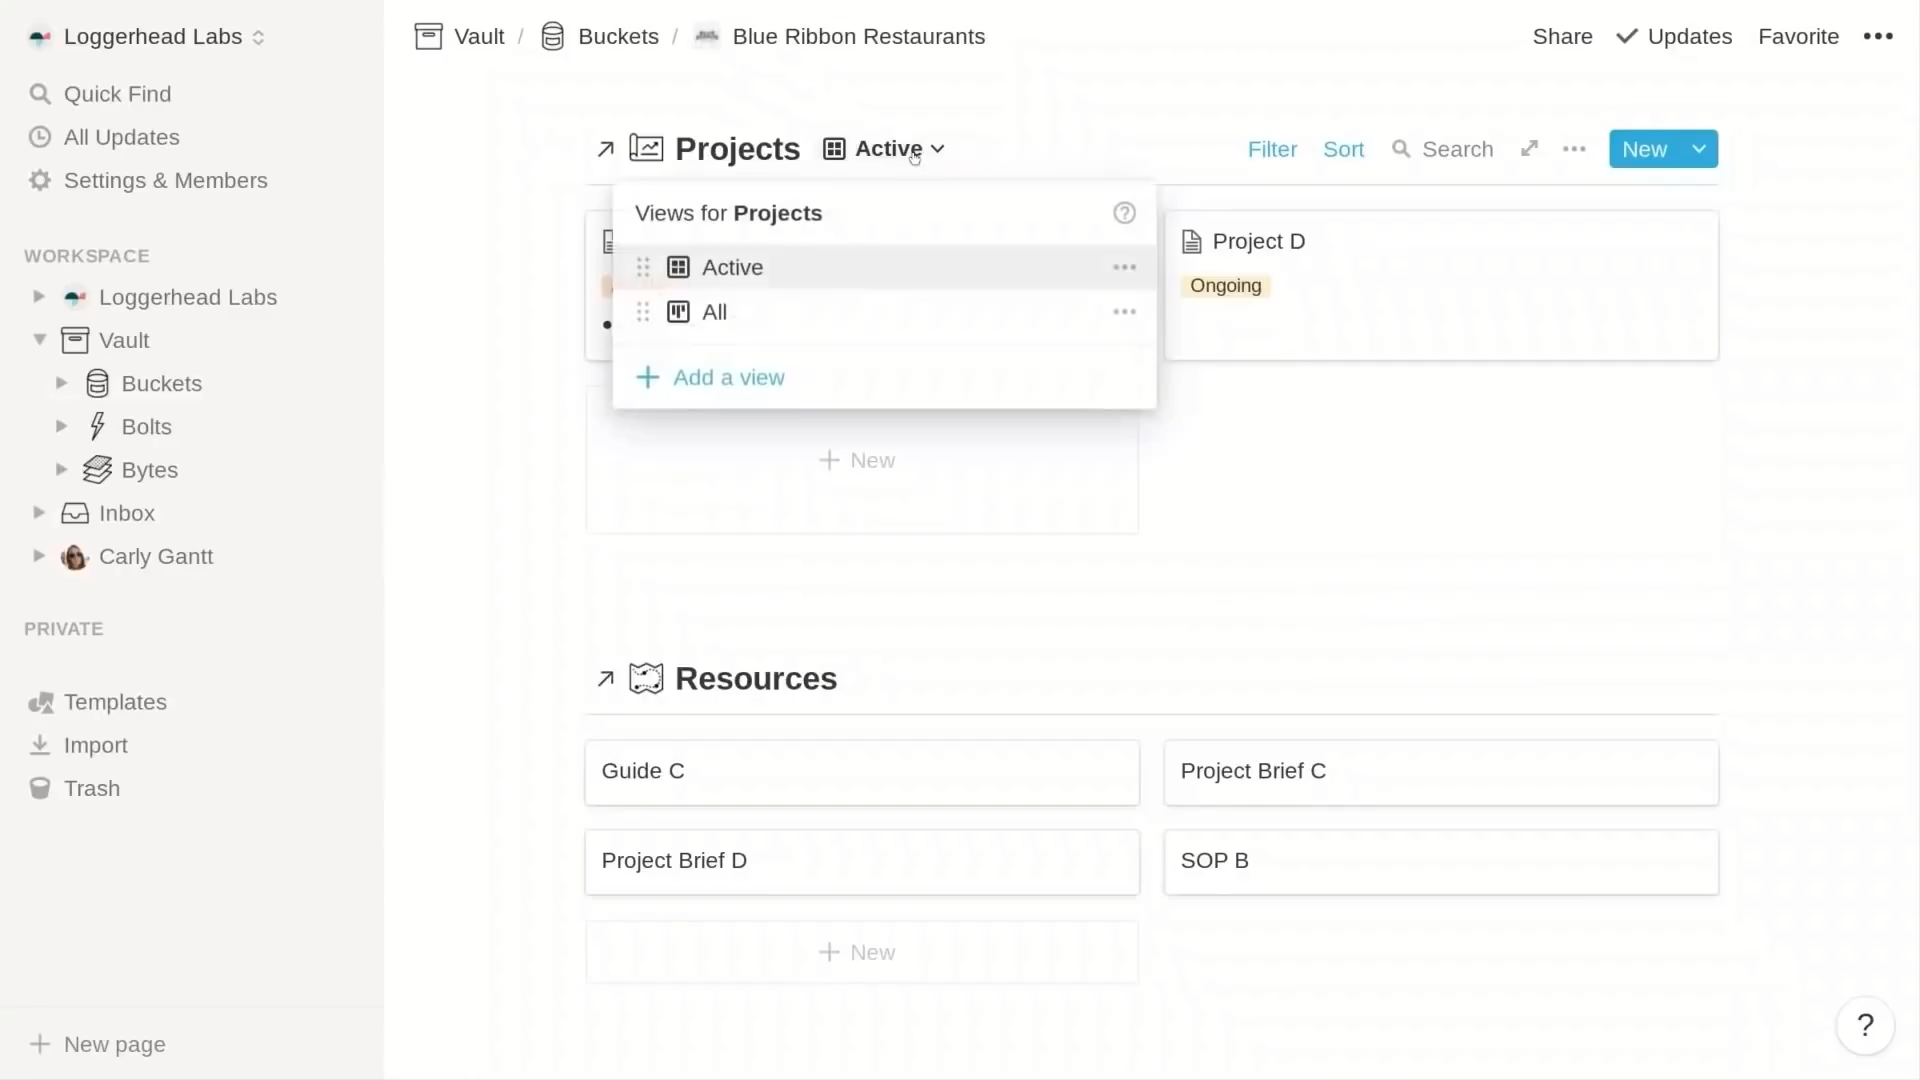 Loggerhead Labs
Quick Find
All Updates
Settings & Members
WORKSPACE
Loggerhead Labs
Vault
Buckets
Bolts
Bytes
Inbox
Carly Gantt
PRIVATE
Templates
Import
Trash
New page
Vault / Buckets / Blue Ribbon Restaurants
Share Updates Favorite •••
Projects Active
Filter Sort Search ••• New
Views for Projects ?
Active •••
All •••
+ Add a view
Project D
Ongoing
+ New
Resources
Guide C
Project Brief C
Project Brief D
SOP B
+ New
?